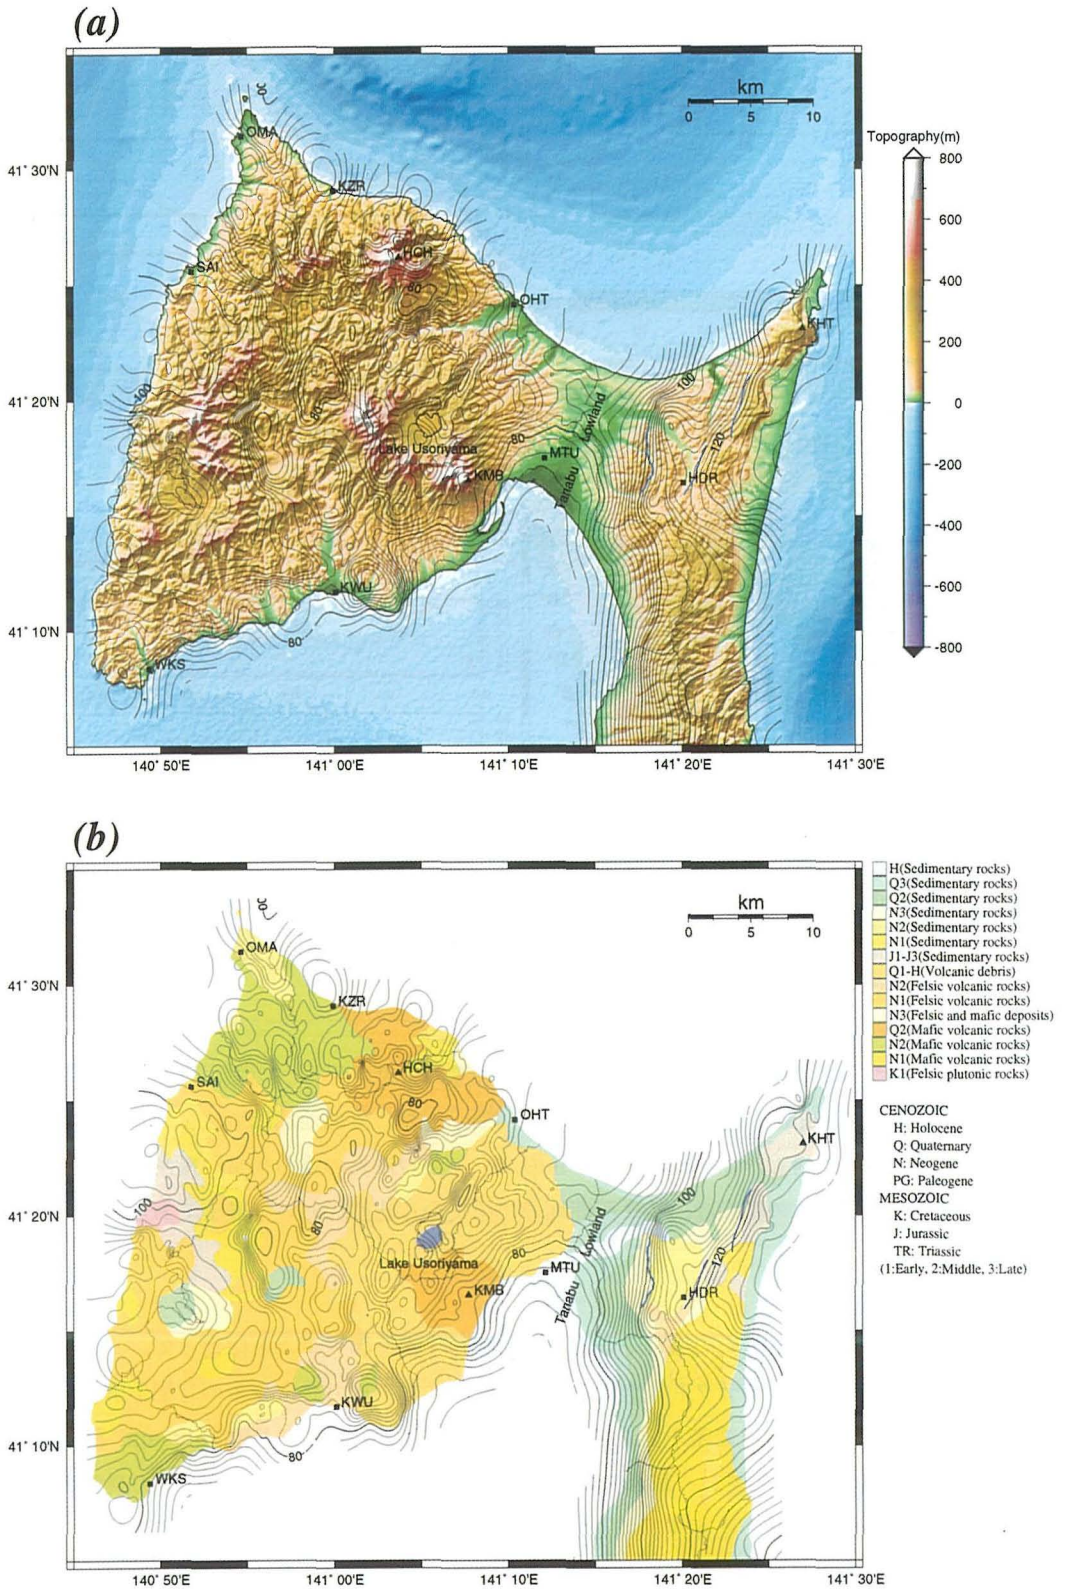 (a)
km
0 5 10
Topography(m)
800
600
400
200
0
-200
-400
-600
-800
41° 30'N
41° 20'N
41° 10'N
OMA
KZR
HCH
SAI
80
OHT
KHT
100
100
80
Lowland
80
120
Lake Usoriyama
MTU
KMB
Tanabu
HDR
KWU
80
WKS
140° 50'E 141° 00'E 141° 10'E 141° 20'E 141° 30'E
(b)
km
0 5 10
41° 30'N
41° 20'N
41° 10'N
OMA
KZR
HCH
SAI
80
OHT
KHT
100
100
80
Lowland
80
120
Lake Usoriyama
MTU
KMB
Tanabu
HDR
KWU
80
WKS
140° 50'E 141° 00'E 141° 10'E 141° 20'E 141° 30'E
H(Sedimentary rocks)
Q3(Sedimentary rocks)
Q2(Sedimentary rocks)
N3(Sedimentary rocks)
N2(Sedimentary rocks)
N1(Sedimentary rocks)
J1-J3(Sedimentary rocks)
Q1-H(Volcanic debris)
N2(Felsic volcanic rocks)
N1(Felsic volcanic rocks)
N3(Felsic and mafic deposits)
Q2(Mafic volcanic rocks)
N2(Mafic volcanic rocks)
N1(Mafic volcanic rocks)
K1(Felsic plutonic rocks)
CENOZOIC
H: Holocene
Q: Quaternary
N: Neogene
PG: Paleogene
MESOZOIC
K: Cretaceous
J: Jurassic
TR: Triassic
(1:Early, 2:Middle, 3:Late)